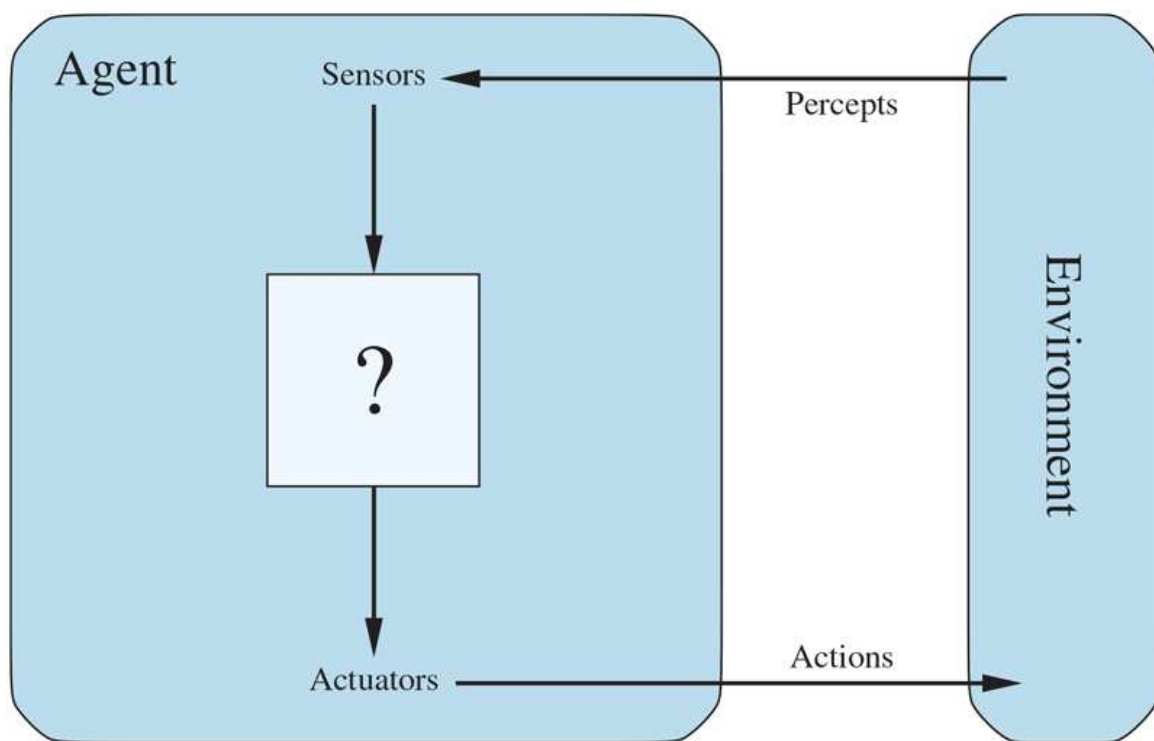 Agent
Sensors
Percepts
?
Environment
Actions
Actuators